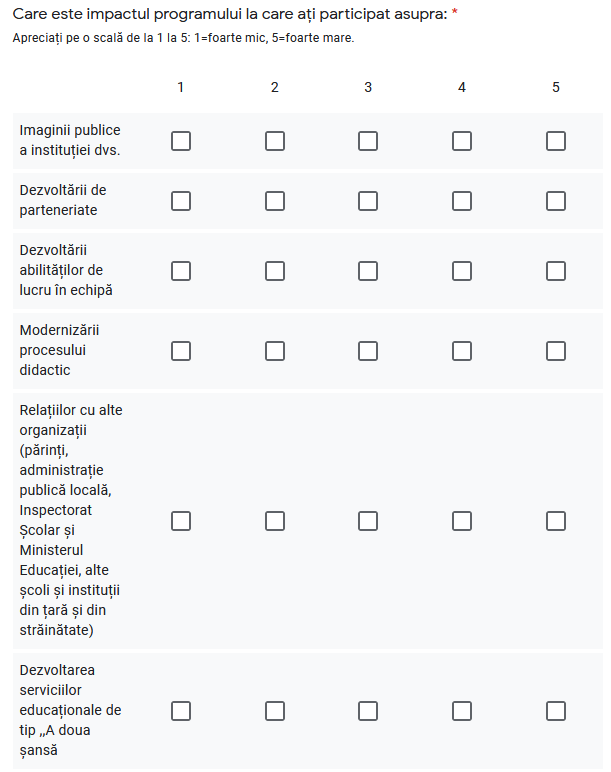 Care este impactul programului la care ați participat asupra: *
Apreciați pe o scală de la 1 la 5: 1=foarte mic, 5=foarte mare.
1 2 3 4 5
Imaginii publice
a instituției dvs.
Dezvoltării de
parteneriate
Dezvoltării
abilităților de
lucru în echipă
Modernizării
procesului
didactic
Relațiilor cu alte
organizații
(părinți,
administrație
publică locală,
Inspectorat
Școlar și
Ministerul
Educației, alte
școli și instituții
din țară și din
străinătate)
Dezvoltarea
serviciilor
educaționale de
tip „A doua
șansă